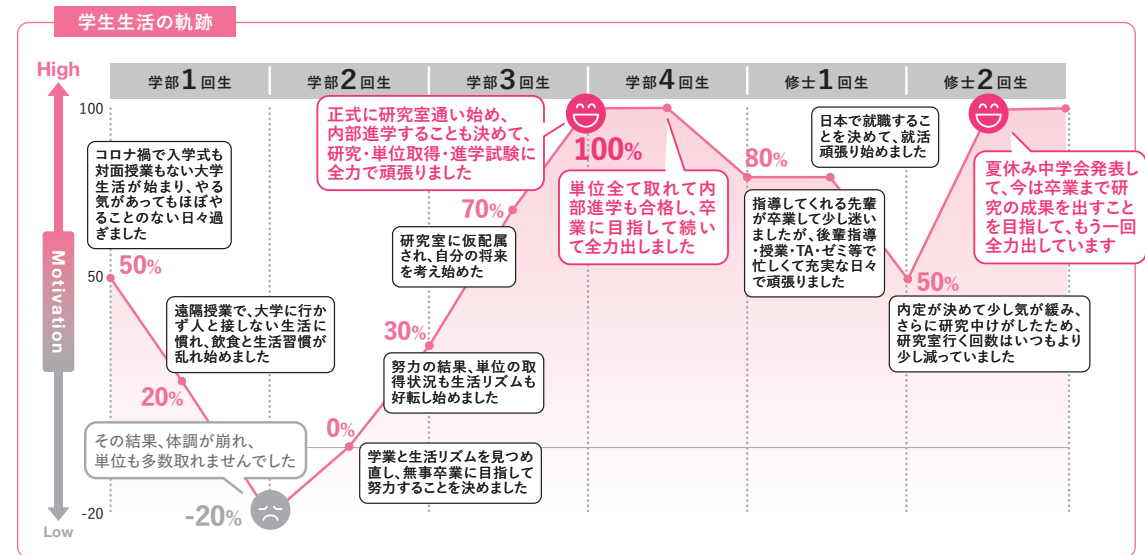 学生生活の軌跡
High
学部1回生
学部2回生
学部3回生
学部4回生
修士1回生
修士2回生
100
50
-20
Motivation
Low
コロナ禍で入学式も
対面授業もない大学
生活が始まり、やる
気があってもほぼや
ることのない日々過
ぎました
50%
遠隔授業で、大学に行か
ず人と接しない生活に
慣れ、飲食と生活習慣が
乱れ始めました
20%
その結果、体調が崩れ、
単位も多数取れませんでした
-20%
0%
学業と生活リズムを見つめ
直し、無事卒業に目指して
努力することを決めました
30%
努力の結果、単位の取
得状況も生活リズムも
好転し始めました
70%
研究室に仮配属
され、自分の将来
を考え始めた
正式に研究室通い始め、
内部進学することも決めて、
研究・単位取得・進学試験に
全力で頑張りました
100%
単位全て取れて内
部進学も合格し、卒
業に目指して続い
て全力出しました
80%
指導してくれる先輩
が卒業して少し迷い
ましたが、後輩指導
・授業・TA・ゼミ等で
忙しくて充実な日々
で頑張りました
日本で就職するこ
とを決めて、就活
頑張り始めました
50%
内定が決めて少し気が緩み、
さらに研究中けがしたため、
研究室行く回数はいつもより
少し減っていました
夏休み中学会発表し
て、今は卒業まで研
究の成果を出すこと
を目指して、もう一回
全力出しています